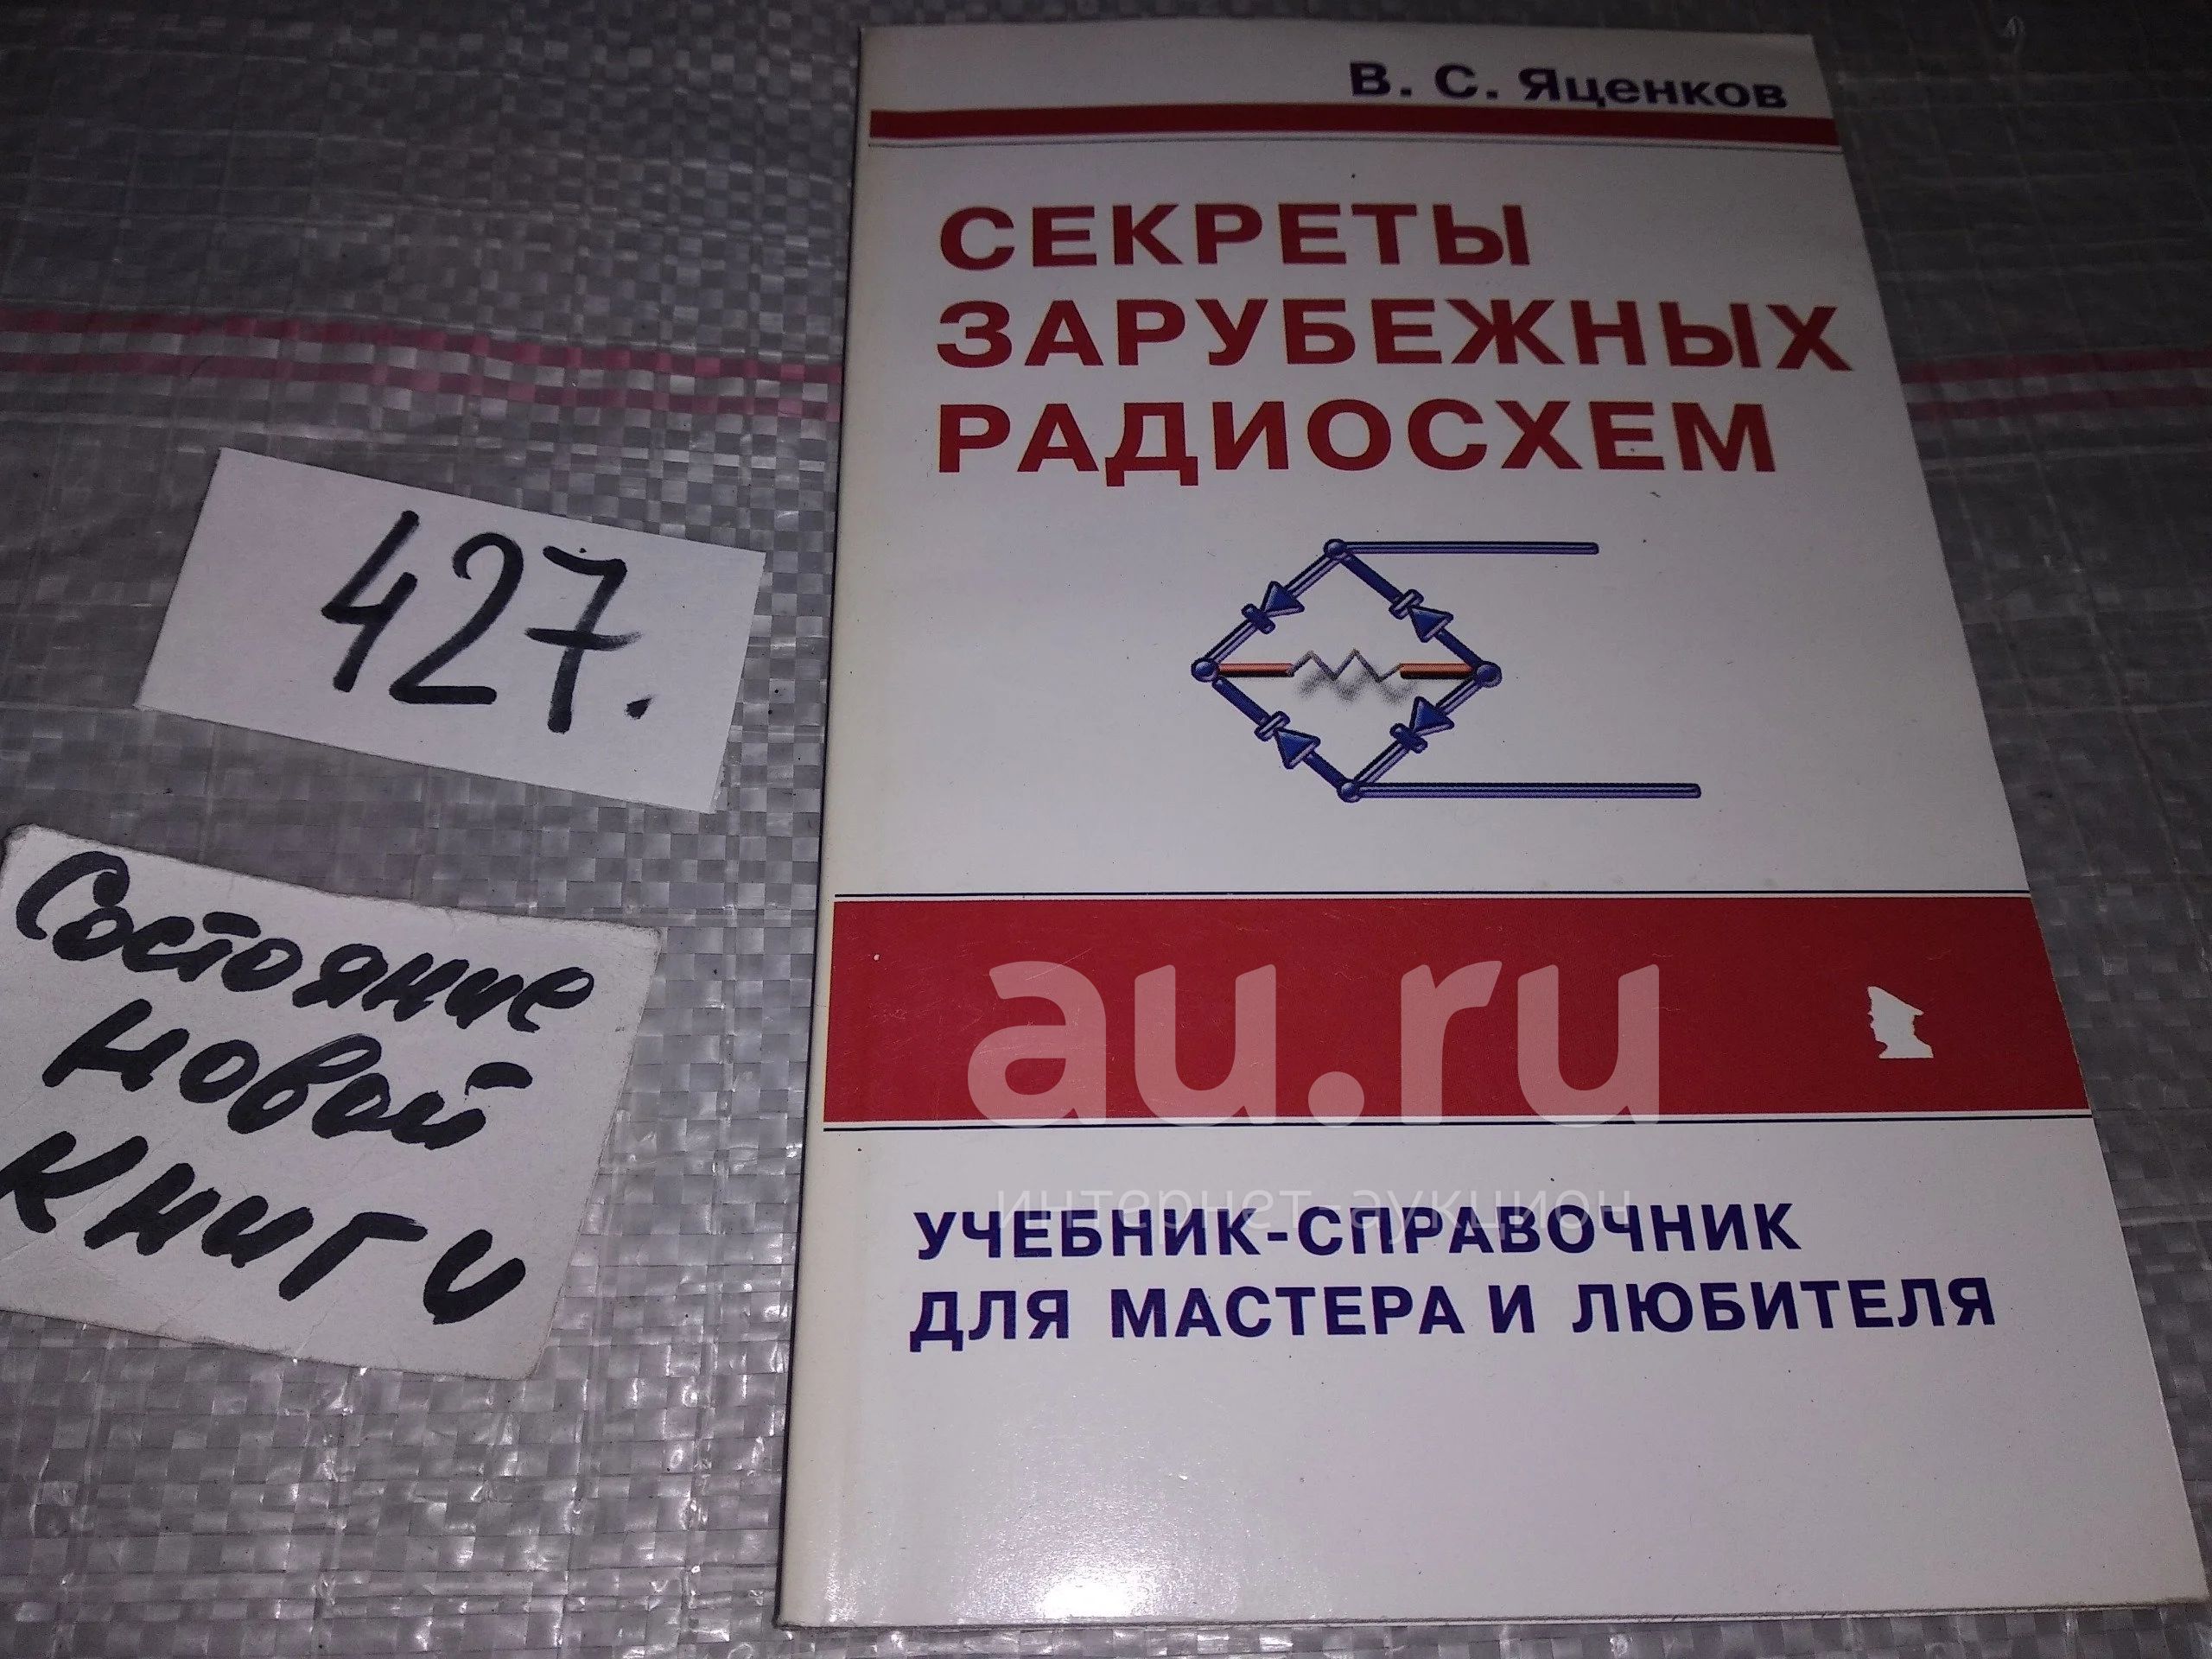 В. С. Яценков
СЕКРЕТЫ
ЗАРУБЕЖНЫХ
РАДИОСХЕМ
427.
Состояние
новой
книги
au.ru
интернет-аукцион
УЧЕБНИК-СПРАВОЧНИК
ДЛЯ МАСТЕРА И ЛЮБИТЕЛЯ